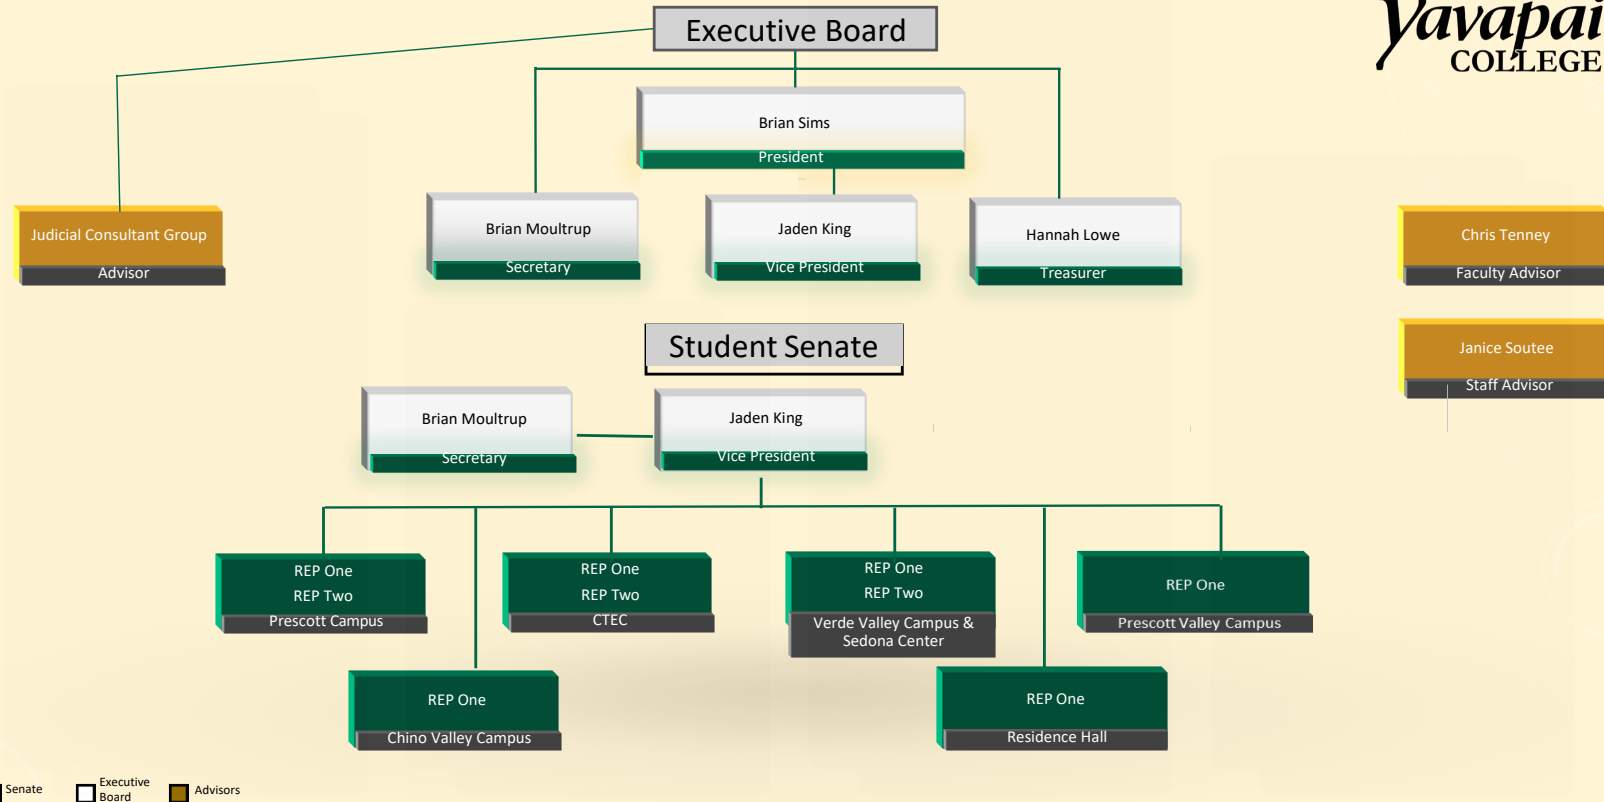 Executive Board
Yavapai
COLLEGE
Brian Sims
President
Judicial Consultant Group
Advisor
Brian Moultrup
Secretary
Jaden King
Vice President
Hannah Lowe
Treasurer
Chris Tenney
Faculty Advisor
Student Senate
Janice Soutee
Staff Advisor
Brian Moultrup
Secretary
Jaden King
Vice President
REP One
REP Two
Prescott Campus
REP One
REP Two
CTEC
REP One
REP Two
Verde Valley Campus &
Sedona Center
REP One
Prescott Valley Campus
REP One
Chino Valley Campus
REP One
Residence Hall
Senate
Executive
Board
Advisors